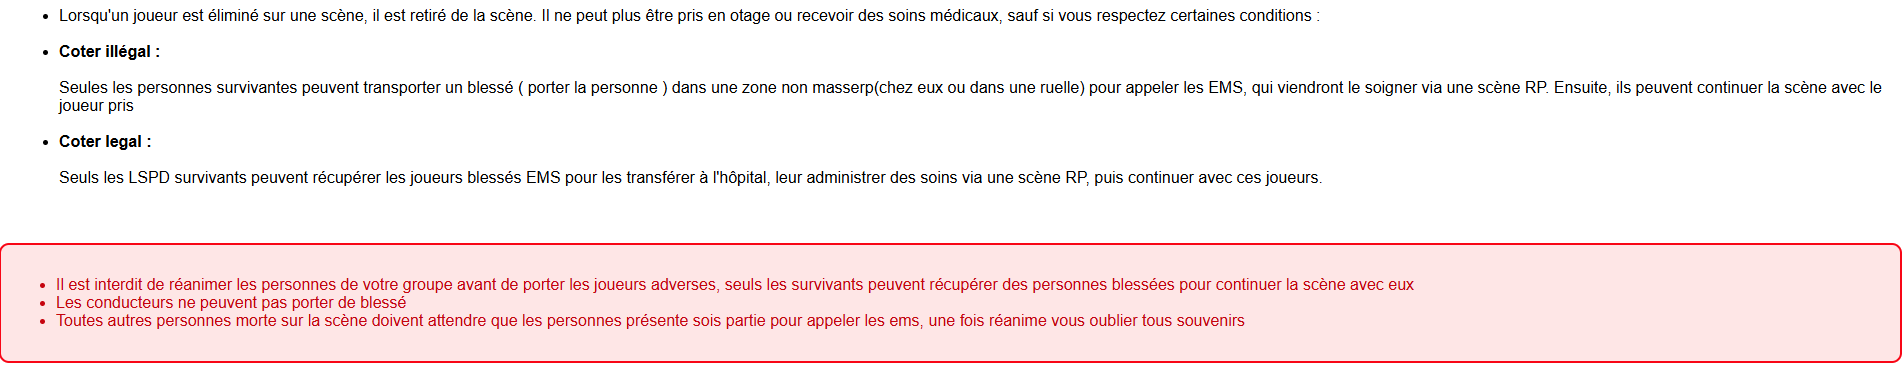 Lorsqu'un joueur est éliminé sur une scène, il est retiré de la scène. Il ne peut plus être pris en otage ou recevoir des soins médicaux, sauf si vous respectez certaines conditions :
Coter illégal :
Seules les personnes survivantes peuvent transporter un blessé ( porter la personne ) dans une zone non masserp(chez eux ou dans une ruelle) pour appeler les EMS, qui viendront le soigner via une scène RP. Ensuite, ils peuvent continuer la scène avec le
joueur pris
Coter legal :
Seuls les LSPD survivants peuvent récupérer les joueurs blessés EMS pour les transférer à l'hôpital, leur administrer des soins via une scène RP, puis continuer avec ces joueurs.
Il est interdit de réanimer les personnes de votre groupe avant de porter les joueurs adverses, seuls les survivants peuvent récupérer des personnes blessées pour continuer la scène avec eux
Les conducteurs ne peuvent pas porter de blessé
Toutes autres personnes morte sur la scène doivent attendre que les personnes présente sois partie pour appeler les ems, une fois réanime vous oublier tous souvenirs